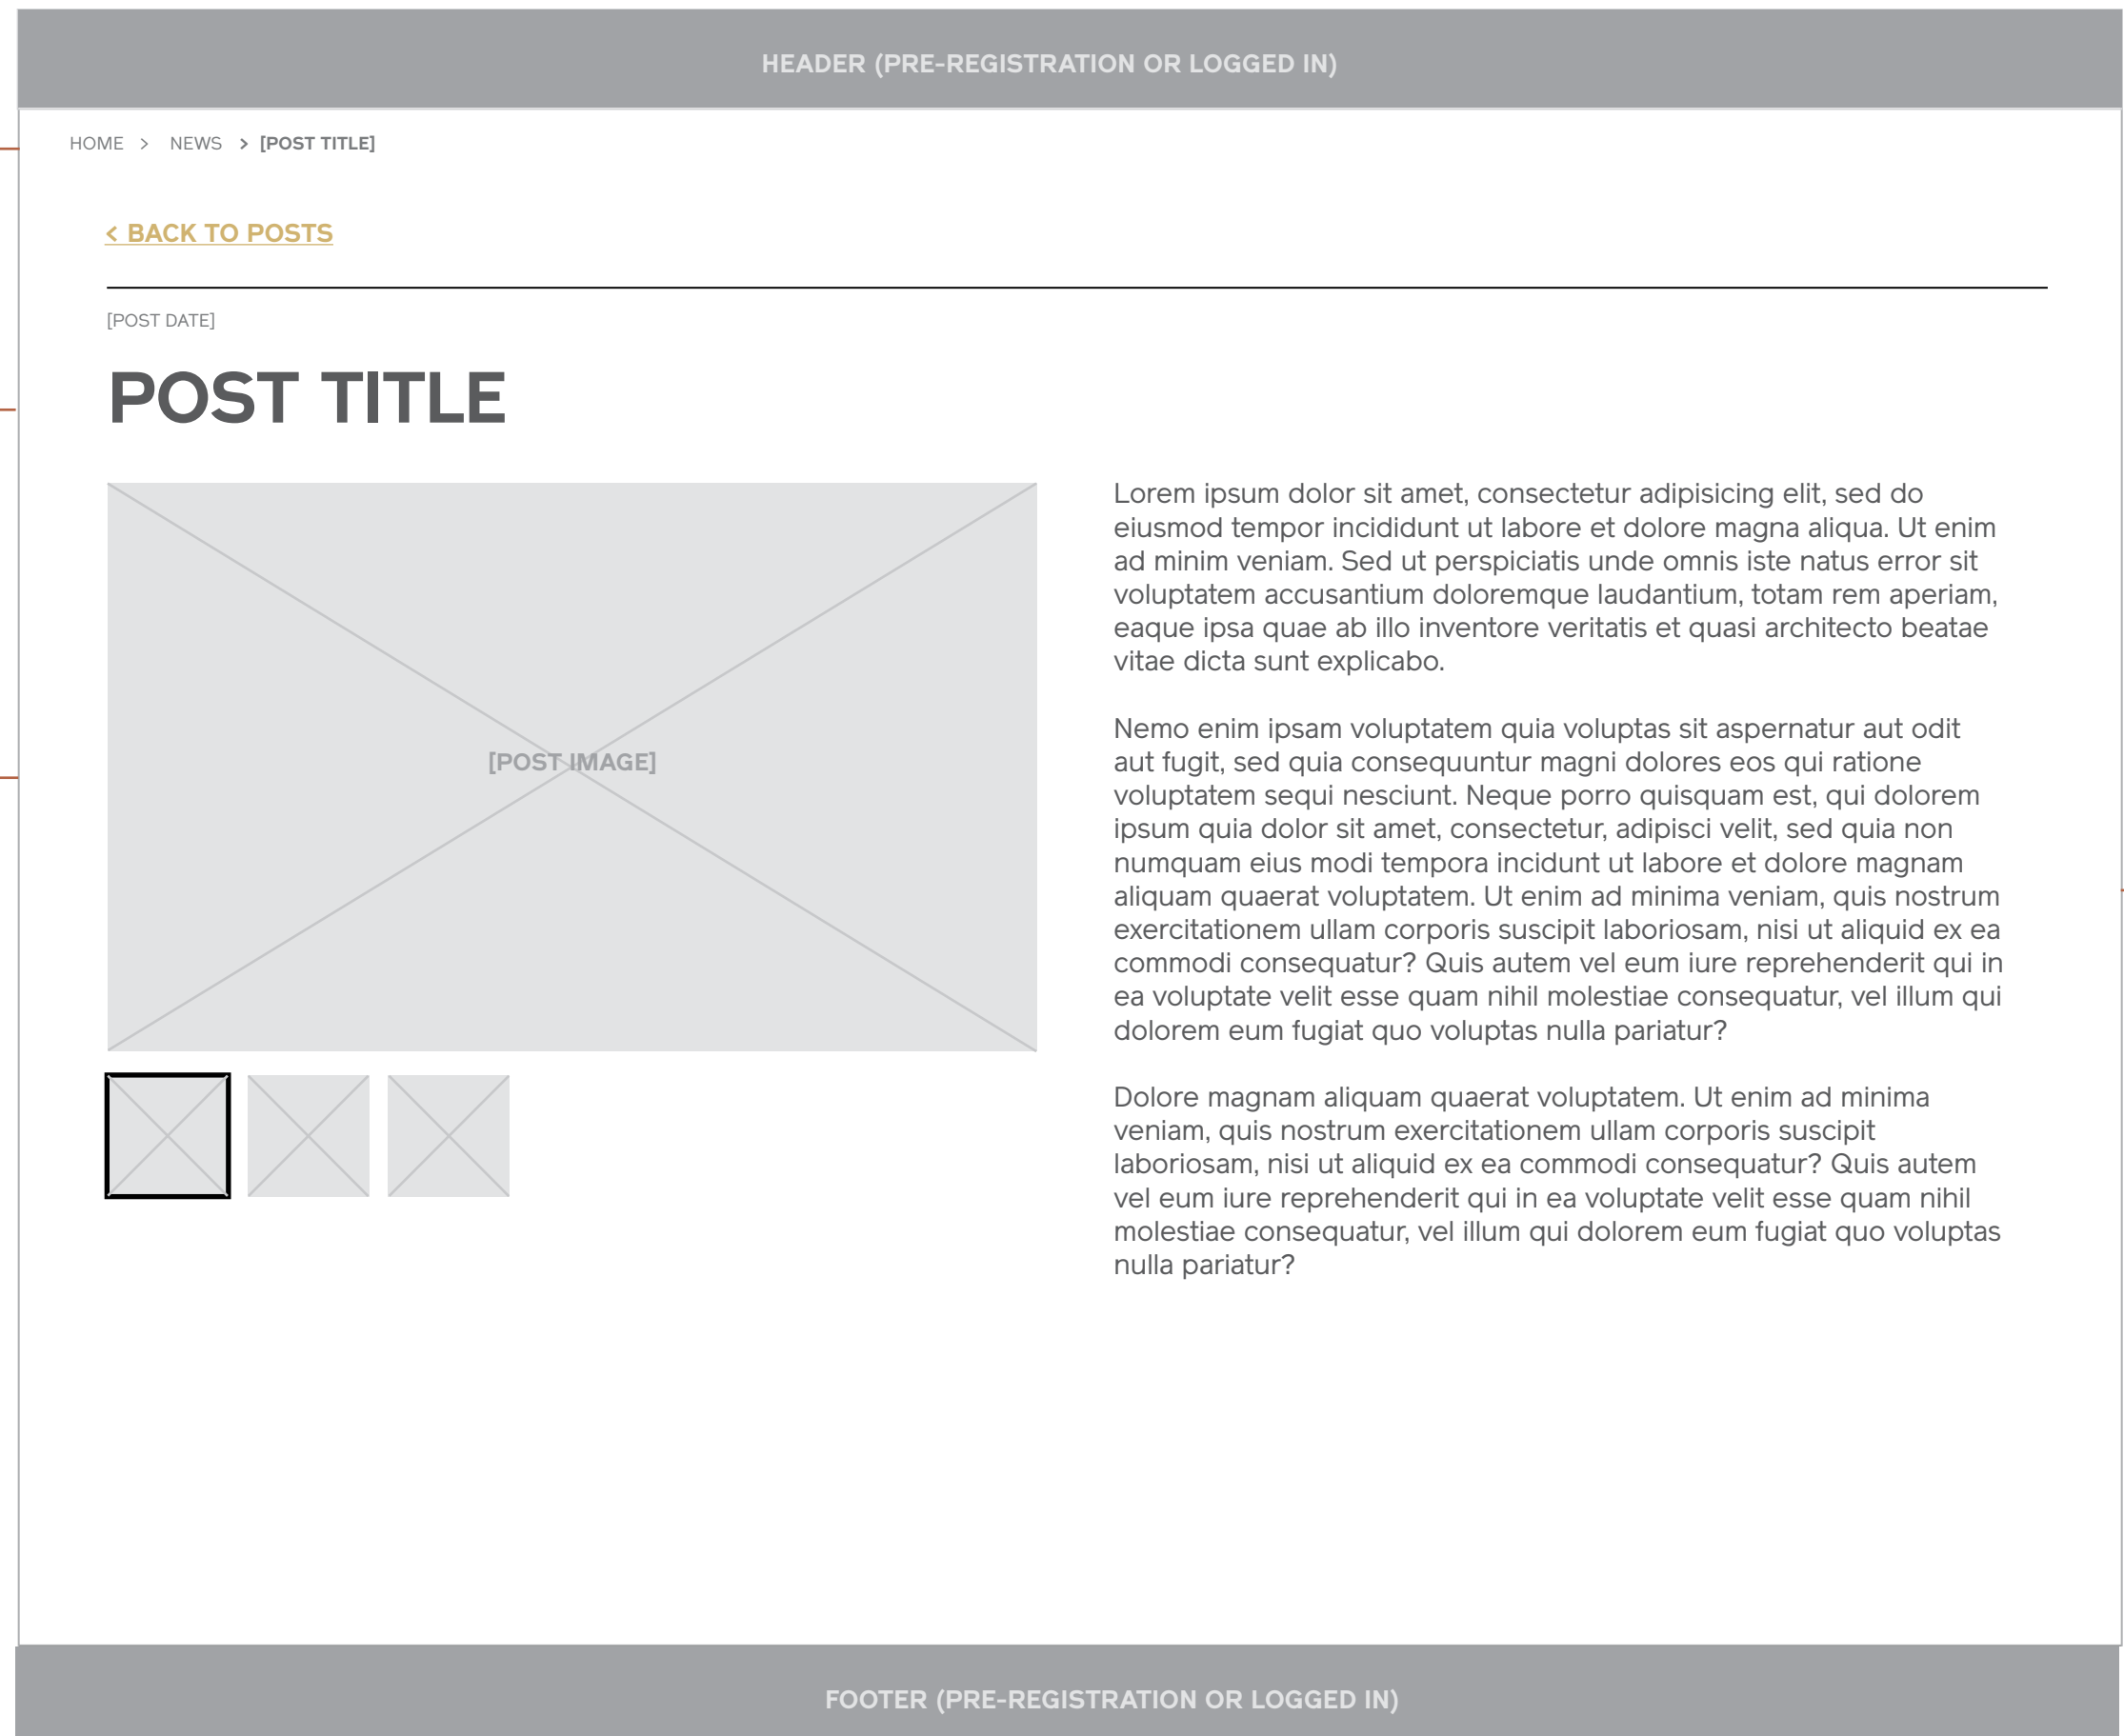 HEADER (PRE-REGISTRATION OR LOGGED IN)
HOME > NEWS > [POST TITLE]
< BACK TO POSTS
[POST DATE]
POST TITLE
[POST IMAGE]
Lorem ipsum dolor sit amet, consectetur adipisicing elit, sed do
eiusmod tempor incididunt ut labore et dolore magna aliqua. Ut enim
ad minim veniam. Sed ut perspiciatis unde omnis iste natus error sit
voluptatem accusantium doloremque laudantium, totam rem aperiam,
eaque ipsa quae ab illo inventore veritatis et quasi architecto beatae
vitae dicta sunt explicabo.
Nemo enim ipsam voluptatem quia voluptas sit aspernatur aut odit
aut fugit, sed quia consequuntur magni dolores eos qui ratione
voluptatem sequi nesciunt. Neque porro quisquam est, qui dolorem
ipsum quia dolor sit amet, consectetur, adipisci velit, sed quia non
numquam eius modi tempora incidunt ut labore et dolore magnam
aliquam quaerat voluptatem. Ut enim ad minima veniam, quis nostrum
exercitationem ullam corporis suscipit laboriosam, nisi ut aliquid ex ea
commodi consequatur? Quis autem vel eum iure reprehenderit qui in
ea voluptate velit esse quam nihil molestiae consequatur, vel illum qui
dolorem eum fugiat quo voluptas nulla pariatur?
Dolore magnam aliquam quaerat voluptatem. Ut enim ad minima
veniam, quis nostrum exercitationem ullam corporis suscipit
laboriosam, nisi ut aliquid ex ea commodi consequatur? Quis autem
vel eum iure reprehenderit qui in ea voluptate velit esse quam nihil
molestiae consequatur, vel illum qui dolorem eum fugiat quo voluptas
nulla pariatur?
FOOTER (PRE-REGISTRATION OR LOGGED IN)